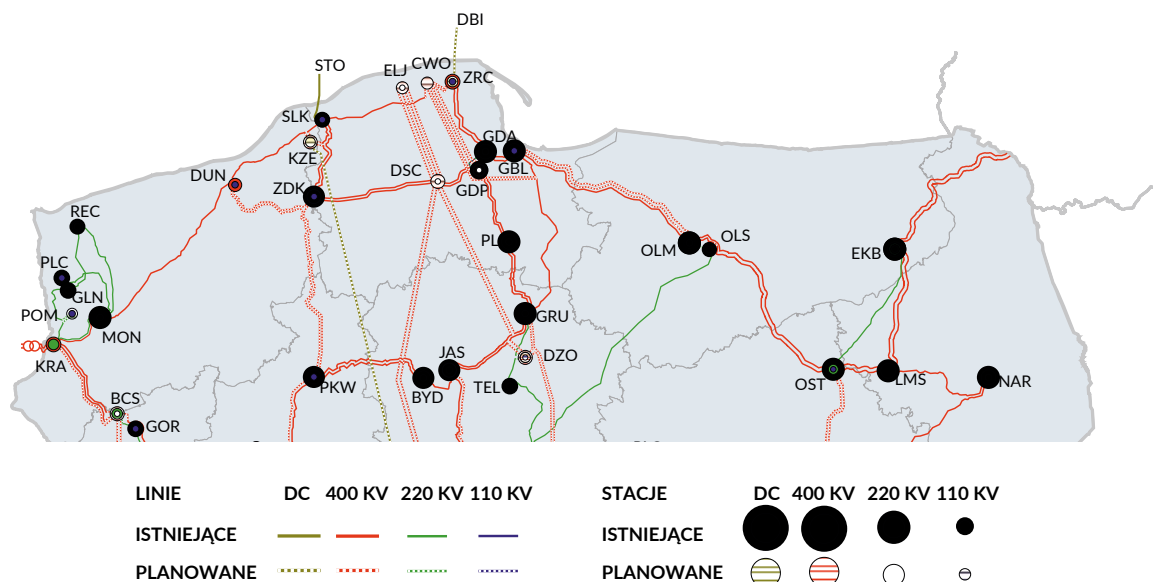 DBI
STO
ELJ
CWO
ZRC
SLK
KZE
GDA
GBL
DSC
GDP
DUN
ZDK
REC
PL
OLM
OLS
EKB
PLC
GLN
POM
MON
GRU
KRA
JAS
DZO
PKW
BYD
TEL
OST
LMS
NAR
BCS
GOR
LINIE DC 400 KV 220 KV 110 KV STACJE DC 400 KV 220 KV 110 KV
ISTNIEJĄCE ISTNIEJĄCE
PLANOWANE PLANOWANE